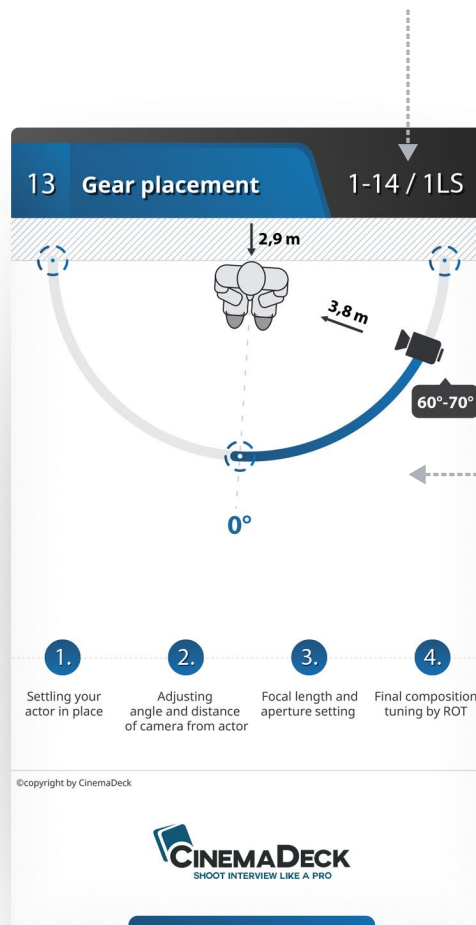 13 Gear placement 1-14 / 1LS
2,9 m
3,8 m
60°-70°
0°
1. 2. 3. 4.
Settling your
actor in place
Adjusting
angle and distance
of camera from actor
Focal length and
aperture setting
Final composition
tuning by ROT
©copyright by CinemaDeck
CINEMADECK
SHOOT INTERVIEW LIKE A PRO